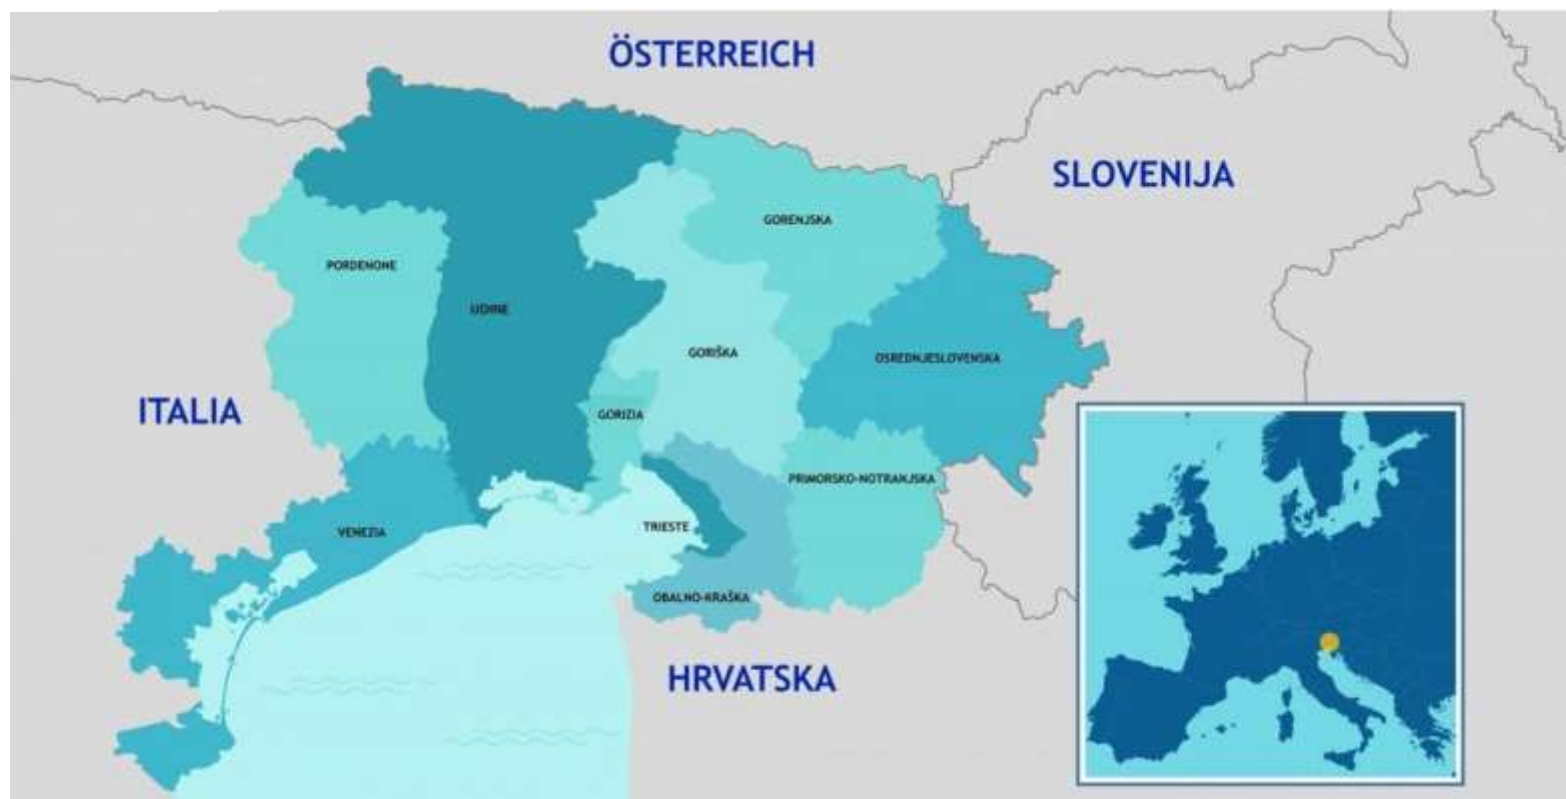 ÖSTERREICH
SLOVENIJA
GORENJSKA
PORDENONE
UDINE
GORIŠKA
OSREDNJESLOVENSKA
ITALIA
GORIZIA
PRIMORSKO-NOTRANJSKA
TRIESTE
VENEZIA
OBALNO-KRAŠKA
HRVATSKA